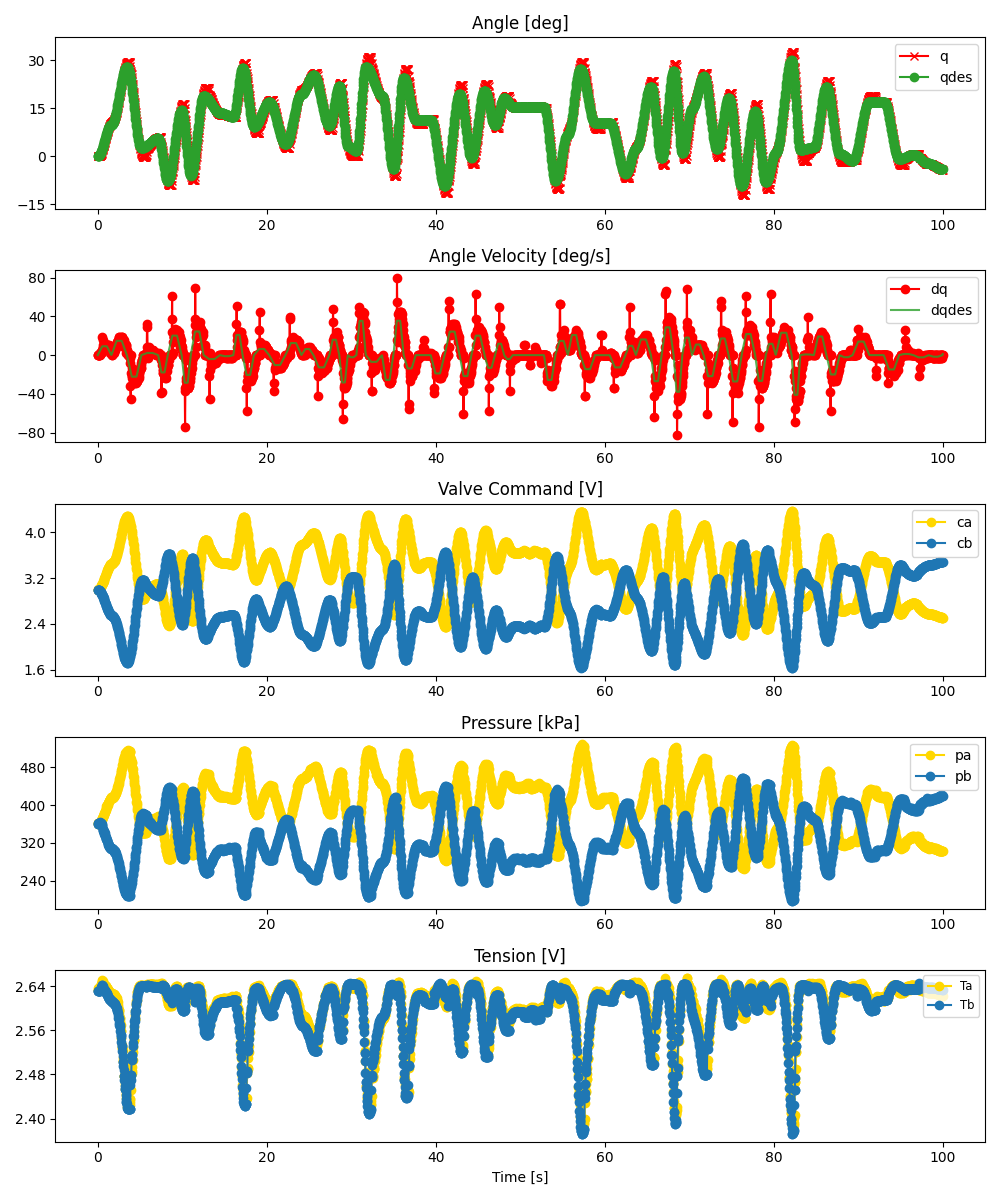 Angle [deg]
30
15
0
−15
q
qdes
0 20 40 60 80 100
Angle Velocity [deg/s]
80
40
0
−40
−80
dq
dqdes
0 20 40 60 80 100
Valve Command [V]
4.0
3.2
2.4
1.6
ca
cb
0 20 40 60 80 100
Pressure [kPa]
480
400
320
240
pa
pb
0 20 40 60 80 100
Tension [V]
2.64
2.56
2.48
2.40
Ta
Tb
0 20 40 60 80 100
Time [s]